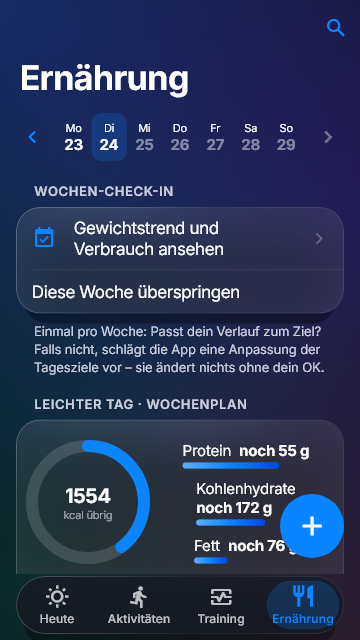 Ernährung
Mo Di Mi Do Fr Sa So
23 24 25 26 27 28 29
WOCHEN-CHECK-IN
Gewichtstrend und
Verbrauch ansehen
Diese Woche überspringen
Einmal pro Woche: Passt dein Verlauf zum Ziel?
Falls nicht, schlägt die App eine Anpassung der
Tagesziele vor – sie ändert nichts ohne dein OK.
LEICHTER TAG · WOCHENPLAN
1554
kcal übrig
Protein noch 55 g
Kohlenhydrate
noch 172 g
Fett noch 76
Heute Aktivitäten Training Ernährung